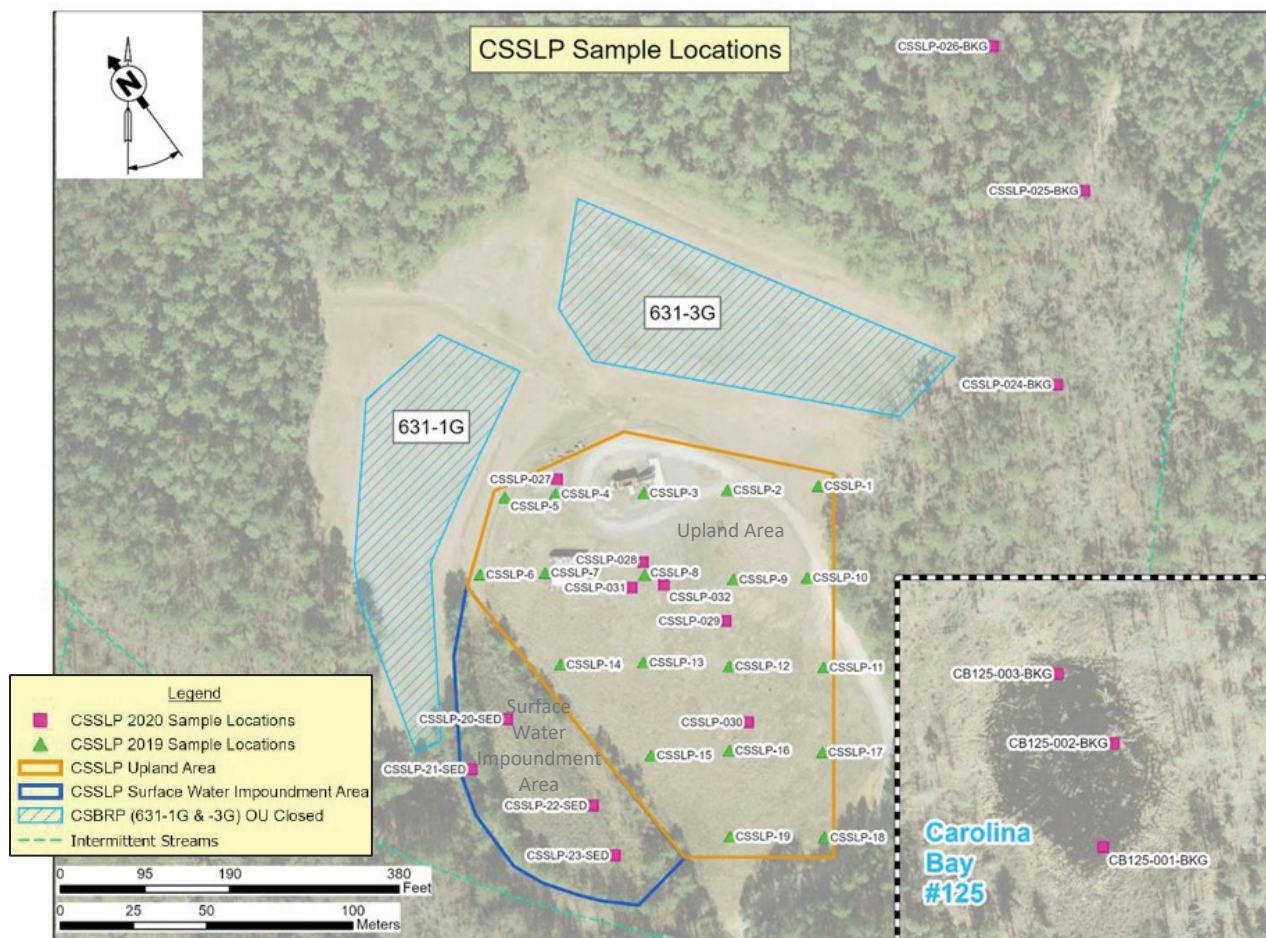 CSSLP Sample Locations
N
CSSLP-026-BKG
CSSLP-025-BKG
631-3G
CSSLP-024-BKG
631-1G
CSSLP-027
CSSLP-5
CSSLP-4
CSSLP-3
CSSLP-2
CSSLP-1
Upland Area
CSSLP-028
CSSLP-6
CSSLP-7
CSSLP-8
CSSLP-9
CSSLP-10
CSSLP-031
CSSLP-032
CSSLP-029
CSSLP-14
CSSLP-13
CSSLP-12
CSSLP-11
CB125-003-BKG
Surface
Water
Impoundment
Area
CSSLP-20-SED
CSSLP-030
CB125-002-BKG
CSSLP-15
CSSLP-16
CSSLP-17
CSSLP-21-SED
CSSLP-22-SED
CSSLP-19
CSSLP-18
CSSLP-23-SED
Carolina
Bay
#125
CB125-001-BKG
Legend
CSSLP 2020 Sample Locations
CSSLP 2019 Sample Locations
CSSLP Upland Area
CSSLP Surface Water Impoundment Area
CSBRP (631-1G & -3G) OU Closed
Intermittent Streams
0 95 190 380
Feet
0 25 50 100
Meters